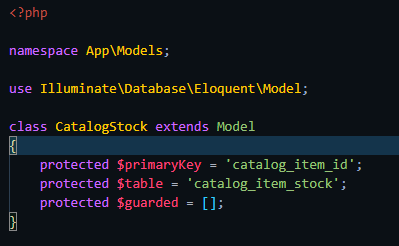 <?php
namespace App\Models;
use Illuminate\Database\Eloquent\Model;
class CatalogStock extends Model
{
    protected $primaryKey = 'catalog_item_id';
    protected $table = 'catalog_item_stock';
    protected $guarded = [];
}